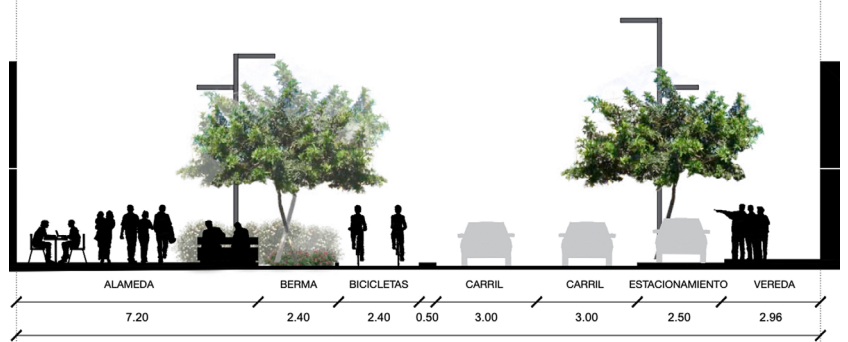 ALAMEDA BERMA BICICLETAS CARRIL CARRIL ESTACIONAMIENTO VEREDA
7.20 2.40 2.40 0.50 3.00 3.00 2.50 2.96